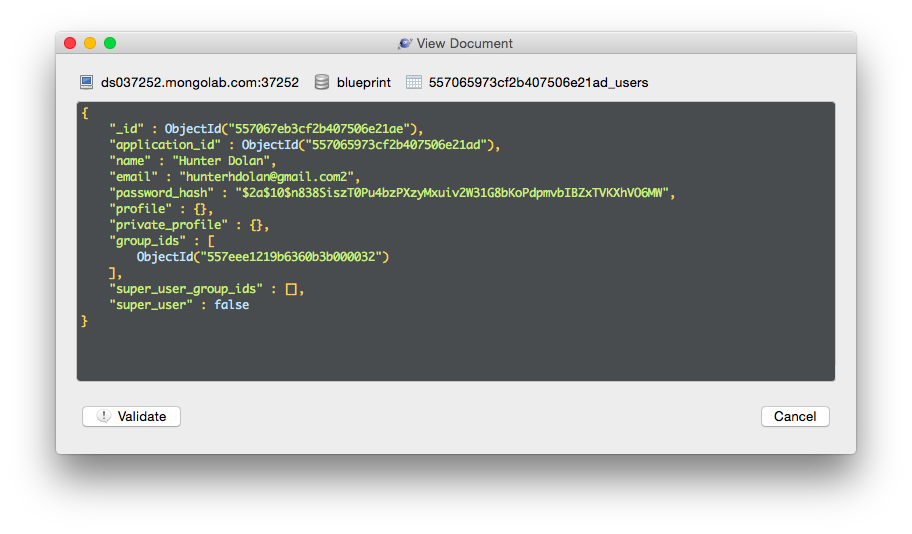 View Document
ds037252.mongolab.com:37252 blueprint 557065973cf2b407506e21ad_users
{
"_id" : ObjectId("557067eb3cf2b407506e21ae"),
"application_id" : ObjectId("557065973cf2b407506e21ad"),
"name" : "Hunter Dolan",
"email" : "hunterhdolan@gmail.com2",
"password_hash" : "$2a$10$n838SiszT0Pu4bzPXzyMxuiv2W31G8bKoPdpmvbIBZxTVKXhVO6MW",
"profile" : {},
"private_profile" : {},
"group_ids" : [
ObjectId("557eee1219b6360b3b000032")
],
"super_user_group_ids" : [],
"super_user" : false
}
Validate Cancel